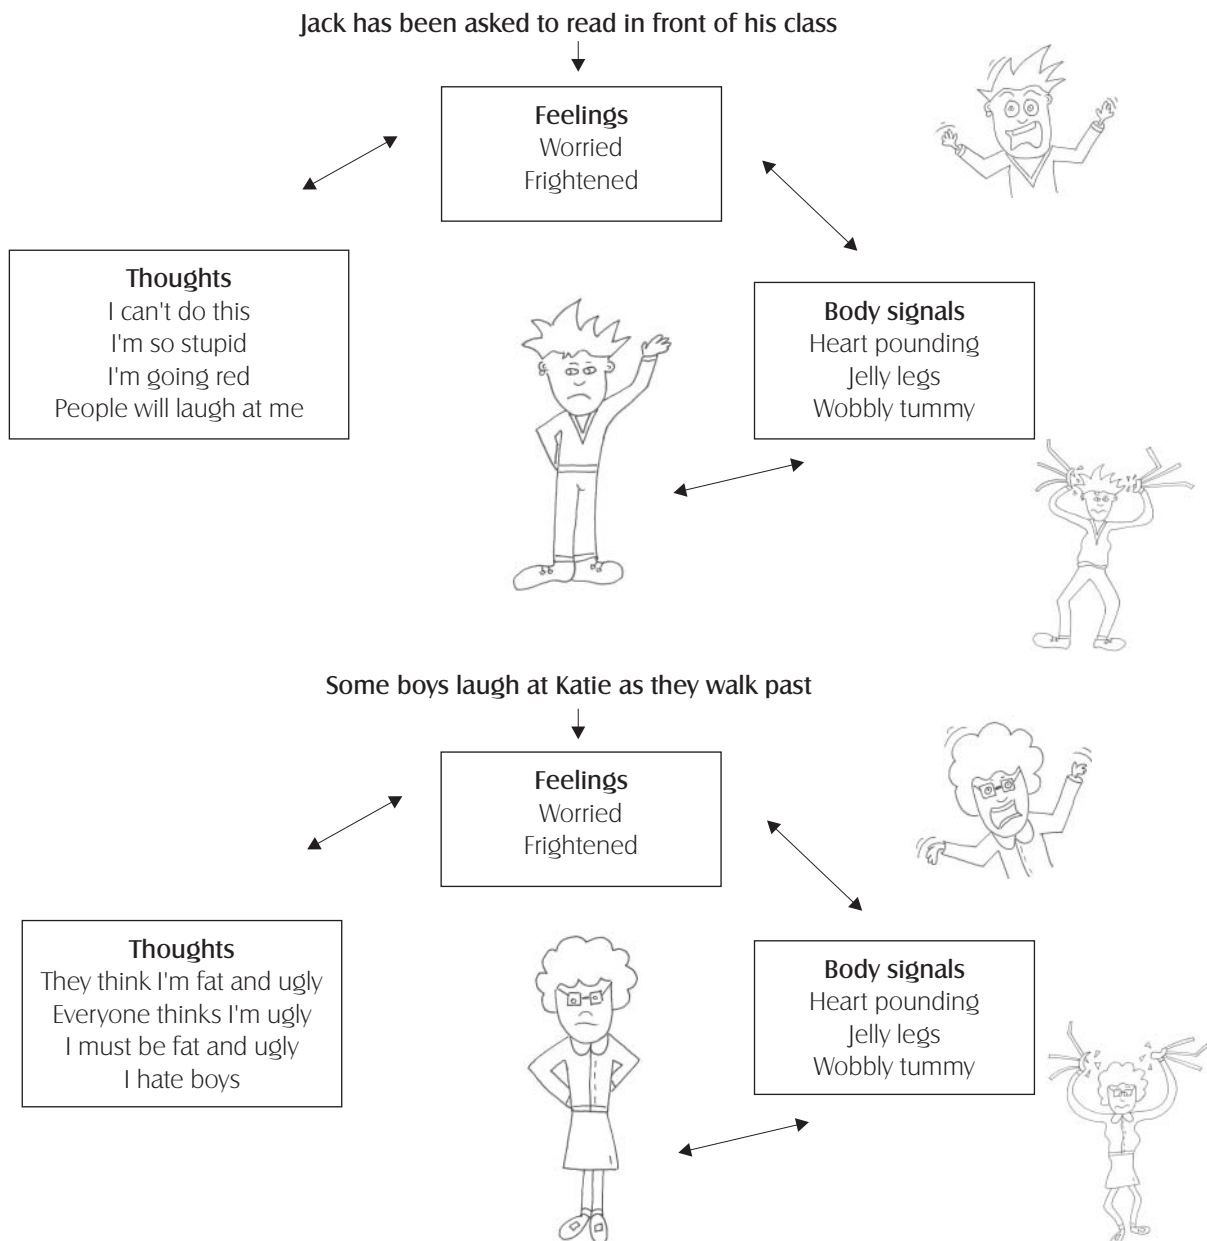 Jack has been asked to read in front of his class
Feelings
Worried
Frightened
Thoughts
I can't do this
I'm so stupid
I'm going red
People will laugh at me
Body signals
Heart pounding
Jelly legs
Wobbly tummy
Some boys laugh at Katie as they walk past
Feelings
Worried
Frightened
Thoughts
They think I'm fat and ugly
Everyone thinks I'm ugly
I must be fat and ugly
I hate boys
Body signals
Heart pounding
Jelly legs
Wobbly tummy